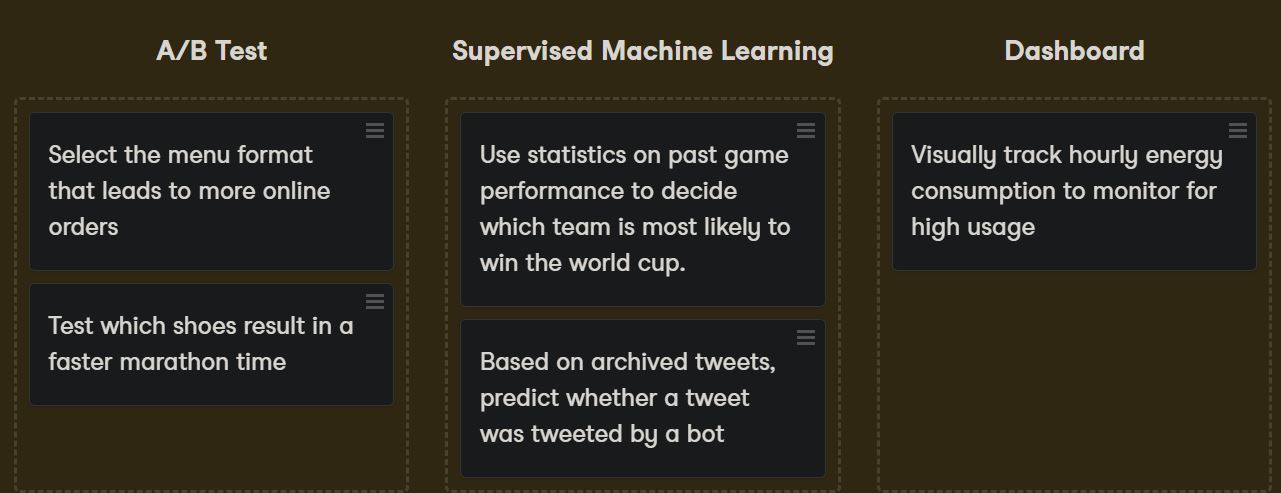 A/B Test
Select the menu format
that leads to more online
orders
Test which shoes result in a
faster marathon time
Supervised Machine Learning
Use statistics on past game
performance to decide
which team is most likely to
win the world cup.
Based on archived tweets,
predict whether a tweet
was tweeted by a bot
Dashboard
Visually track hourly energy
consumption to monitor for
high usage